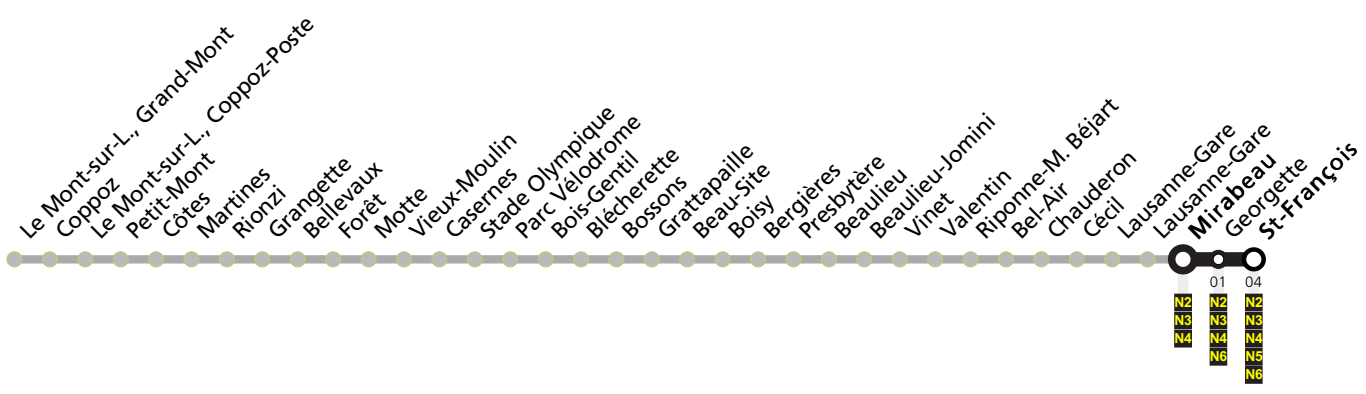 Le Mont-sur-L., Grand-Mont
Coppoz
Le Mont-sur-L., Coppoz-Poste
Petit-Mont
Côtes
Martines
Rionzi
Grangette
Bellevaux
Forêt
Motte
Vieux-Moulin
Casernes
Stade Olympique
Parc Vélodrome
Bois-Gentil
Blécherette
Bossons
Grattapaille
Beau-Site
Boisy
Bergières
Presbytère
Beaulieu
Beaulieu-Jomini
Vinet
Valentin
Riponne-M. Béjart
Bel-Air
Chauderon
Cécil
Lausanne-Gare
Lausanne-Gare
Mirabeau
Georgette
St-François
01 04
N2 N2 N2
N3 N3 N3
N4 N4 N4
N6 N5
N6